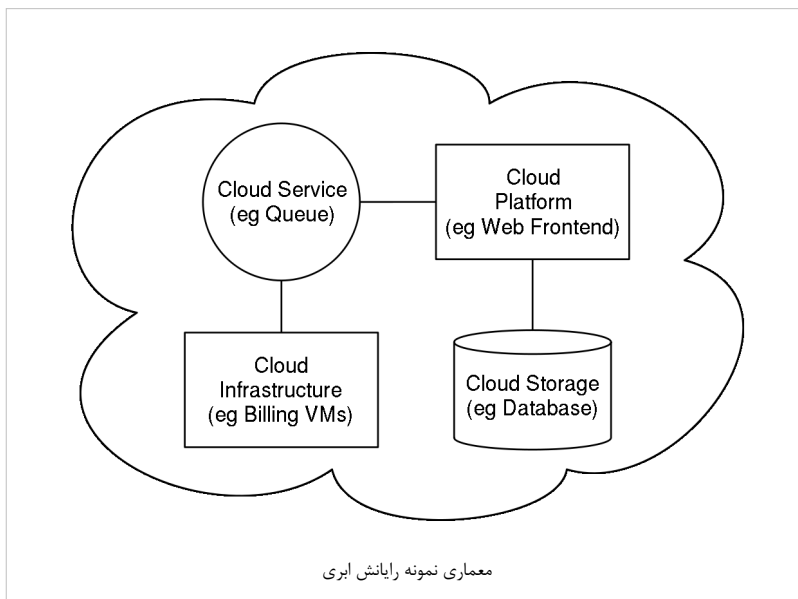 Cloud Service
(eg Queue)
Cloud
Platform
(eg Web Frontend)
Cloud
Infrastructure
(eg Billing VMs)
Cloud Storage
(eg Database)
معماری نمونه رایانش ابری